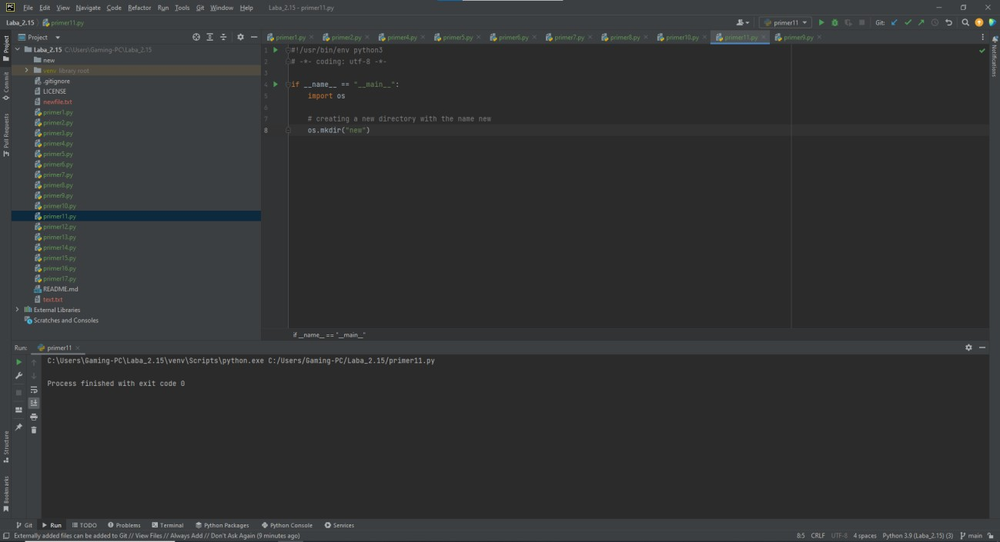 PC File Edit View Navigate Code Refactor Run Tools Git Window Help Laba_2.15 - primer11.py
Laba_2.15 primer11.py primer11 Git:
Project
Laba_2.15 C:\Users\Gaming-PC\Laba_2.15
new
venv library root
.gitignore
LICENSE
newfile.txt
primer1.py
primer2.py
primer3.py
primer4.py
primer5.py
primer6.py
primer7.py
primer8.py
primer9.py
primer10.py
primer11.py
primer12.py
primer13.py
primer14.py
primer15.py
primer16.py
primer17.py
README.md
text.txt
External Libraries
Scratches and Consoles
primer1.py primer2.py primer4.py primer5.py primer6.py primer7.py primer8.py primer10.py primer11.py primer9.py
1 #!/usr/bin/env python3
2 # -*- coding: utf-8 -*-
3
4 if __name__ == "__main__":
5 import os
6
7 # creating a new directory with the name new
8 os.mkdir("new")
if __name__ == "__main__"
Project
Commit
Pull Requests
Structure
Bookmarks
Notifications
Run: primer11
C:\Users\Gaming-PC\Laba_2.15\venv\Scripts\python.exe C:/Users/Gaming-PC/Laba_2.15/primer11.py
Process finished with exit code 0
Git Run TODO Problems Terminal Python Packages Python Console Services
Externally added files can be added to Git // View Files // Always Add // Don't Ask Again (9 minutes ago) 8:5 CRLF UTF-8 4 spaces Python 3.9 (Laba_2.15) (3) main